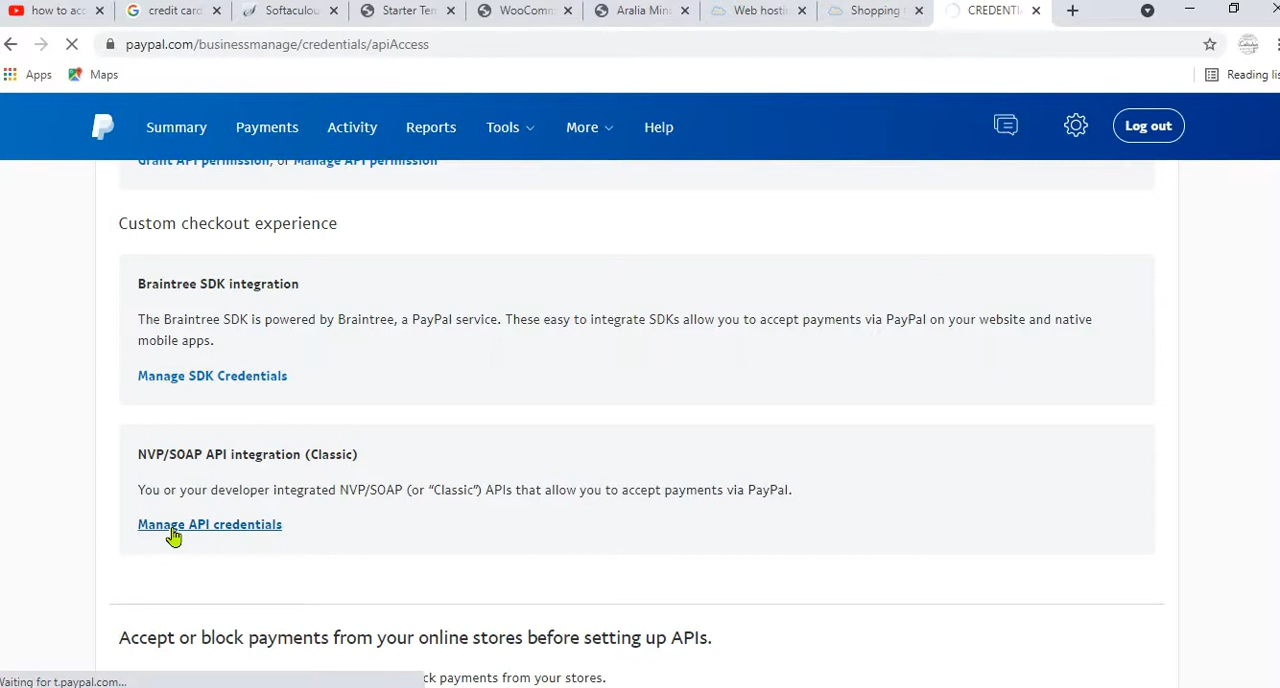 how to acc
credit card
Softaculou
Starter Tem
WooComm
Aralia Mine
Web hosti
Shopping
CREDENTI
paypal.com/businessmanage/credentials/apiAccess
Apps
Maps
Reading lis
Summary
Payments
Activity
Reports
Tools
More
Help
Log out
Grant API permission, or Manage API permission
Custom checkout experience
Braintree SDK integration
The Braintree SDK is powered by Braintree, a PayPal service. These easy to integrate SDKs allow you to accept payments via PayPal on your website and native
mobile apps.
Manage SDK Credentials
NVP/SOAP API integration (Classic)
You or your developer integrated NVP/SOAP (or “Classic”) APIs that allow you to accept payments via PayPal.
Manage API credentials
Accept or block payments from your online stores before setting up APIs.
Waiting for t.paypal.com...
ck payments from your stores.